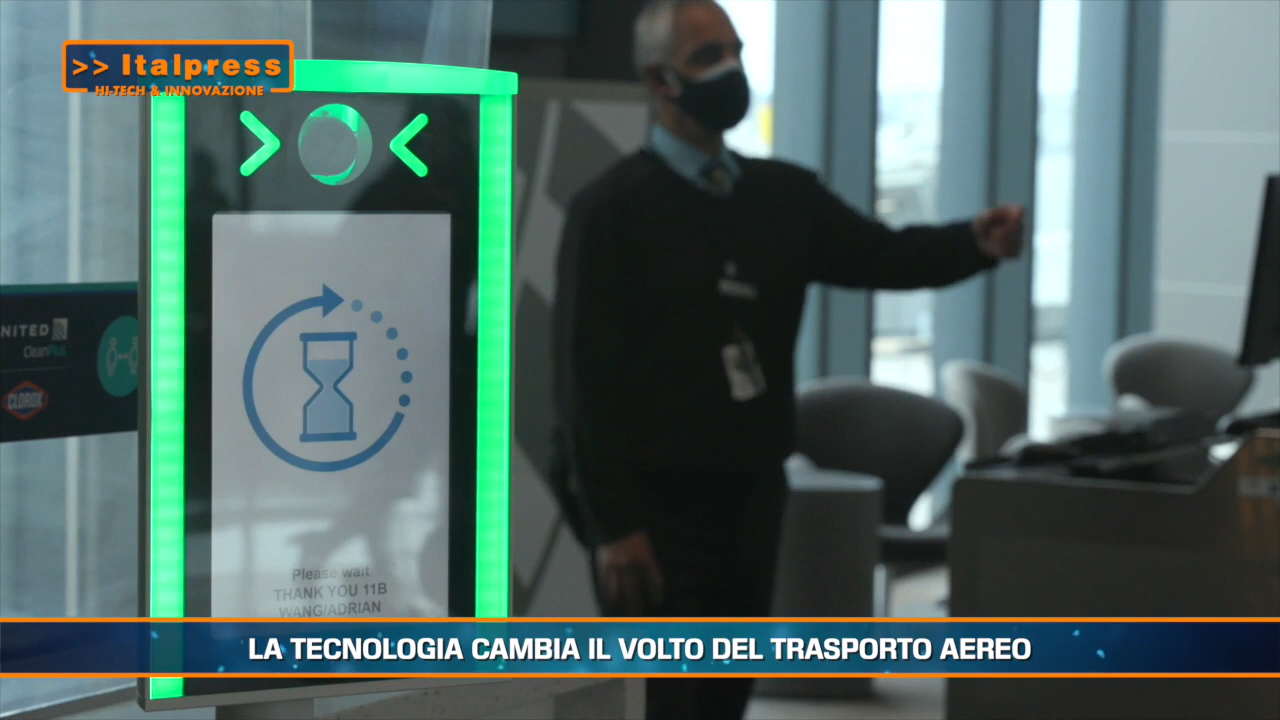 >> Italpress
HI-TECH & INNOVAZIONE
UNITED
CleanPlus
CLOROX
Please wait
THANK YOU 11B
WANG/ADRIAN
LA TECNOLOGIA CAMBIA IL VOLTO DEL TRASPORTO AEREO